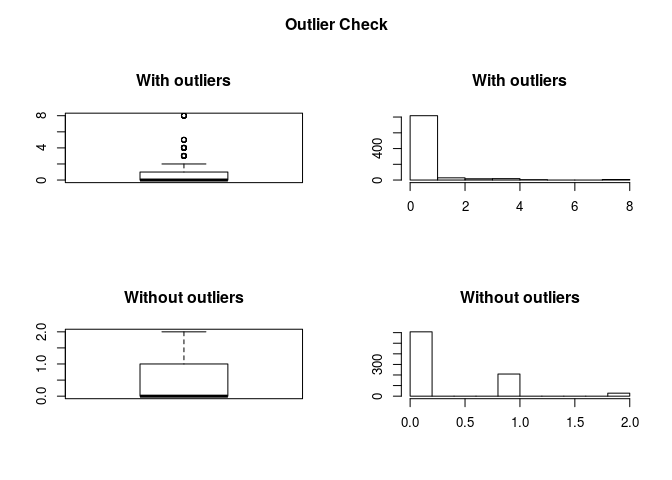 Outlier Check
With outliers
0 4 8
With outliers
0 400
0 2 4 6 8
Without outliers
0.0 1.0 2.0
Without outliers
0 300
0.0 0.5 1.0 1.5 2.0